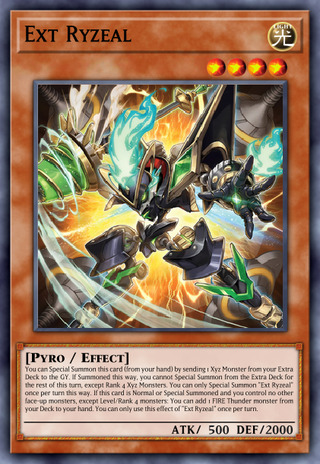 Ext Ryzeal
LIGHT
光
[Pyro / Effect]
You can Special Summon this card (from your hand) by sending 1 Xyz Monster from your Extra
Deck to the GY. If Summoned this way, you cannot Special Summon from the Extra Deck for
the rest of this turn, except Rank 4 Xyz Monsters. You can only Special Summon "Ext Ryzeal"
once per turn this way. If this card is Normal or Special Summoned and you control no other
face-up monsters, except Level/Rank 4 monsters: You can add 1 FIRE Thunder monster from
your Deck to your hand. You can only use this effect of "Ext Ryzeal" once per turn.
ATK/ 500 DEF/2000